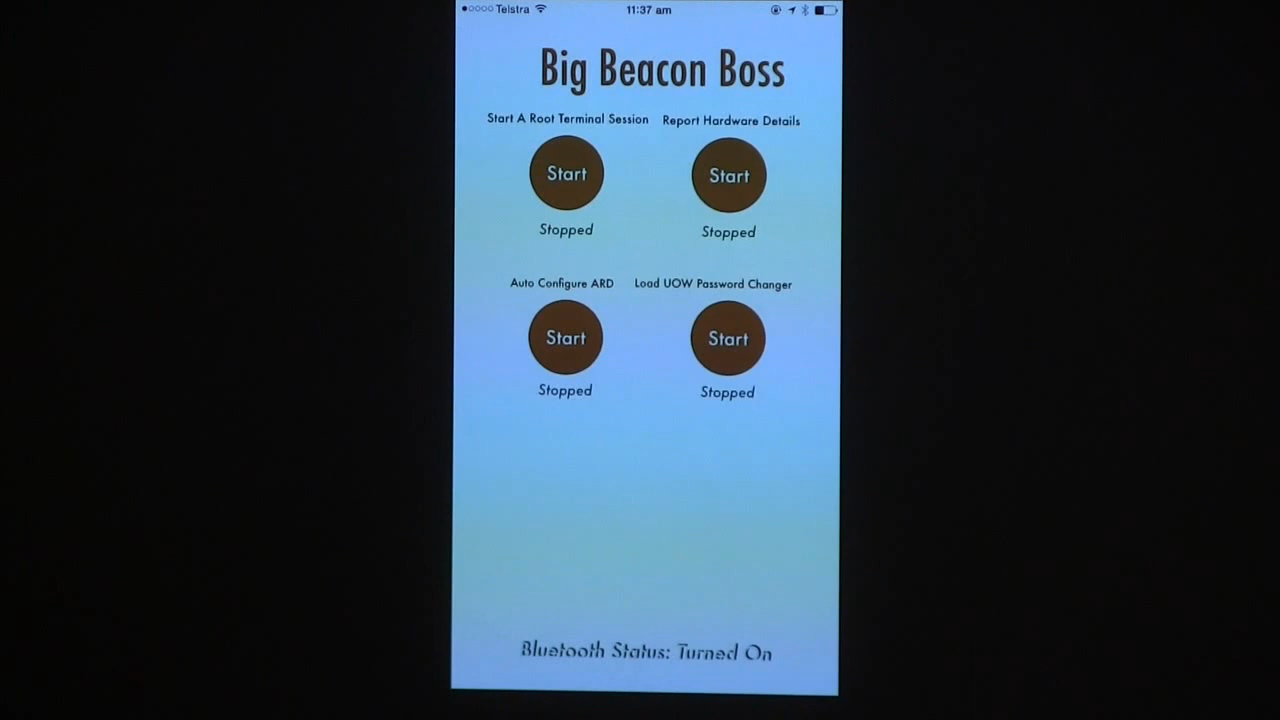 Telstra 11:37 am
Big Beacon Boss
Start A Root Terminal Session Report Hardware Details
Start Start
Stopped Stopped
Auto Configure ARD Load UOW Password Changer
Start Start
Stopped Stopped
Bluetooth Status: Turned On